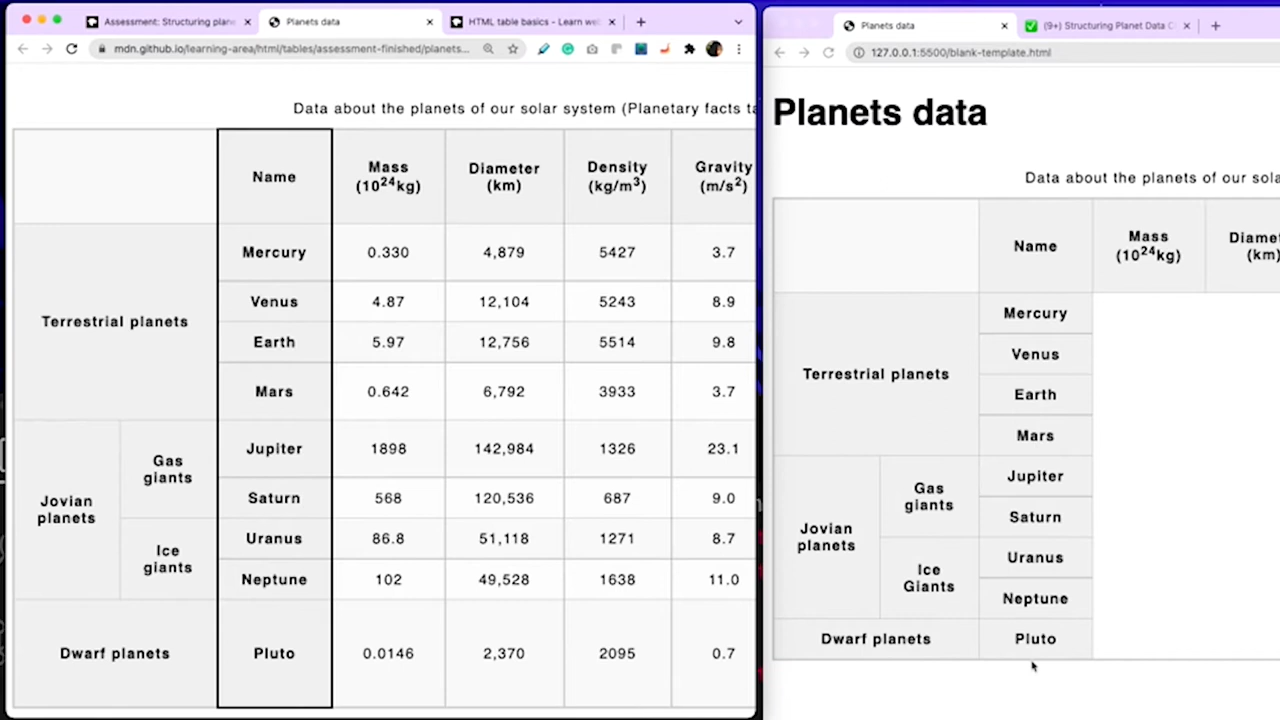 Assessment: Structuring plane
Planets data
HTML table basics - Learn we
mdn.github.io/learning-area/html/tables/assessment-finished/planets...
Data about the planets of our solar system (Planetary facts ta
Name Mass (10²⁴kg) Diameter (km) Density (kg/m³) Gravity (m/s²)
Terrestrial planets
Mercury 0.330 4,879 5427 3.7
Venus 4.87 12,104 5243 8.9
Earth 5.97 12,756 5514 9.8
Mars 0.642 6,792 3933 3.7
Jovian planets
Gas giants
Jupiter 1898 142,984 1326 23.1
Saturn 568 120,536 687 9.0
Ice giants
Uranus 86.8 51,118 1271 8.7
Neptune 102 49,528 1638 11.0
Dwarf planets Pluto 0.0146 2,370 2095 0.7
Planets data
(9+) Structuring Planet Data C
127.0.0.1:5500/blank-template.html
Planets data
Data about the planets of our sola
Name Mass (10²⁴kg) Diame (km)
Terrestrial planets
Mercury
Venus
Earth
Mars
Jovian planets
Gas giants
Jupiter
Saturn
Ice Giants
Uranus
Neptune
Dwarf planets Pluto